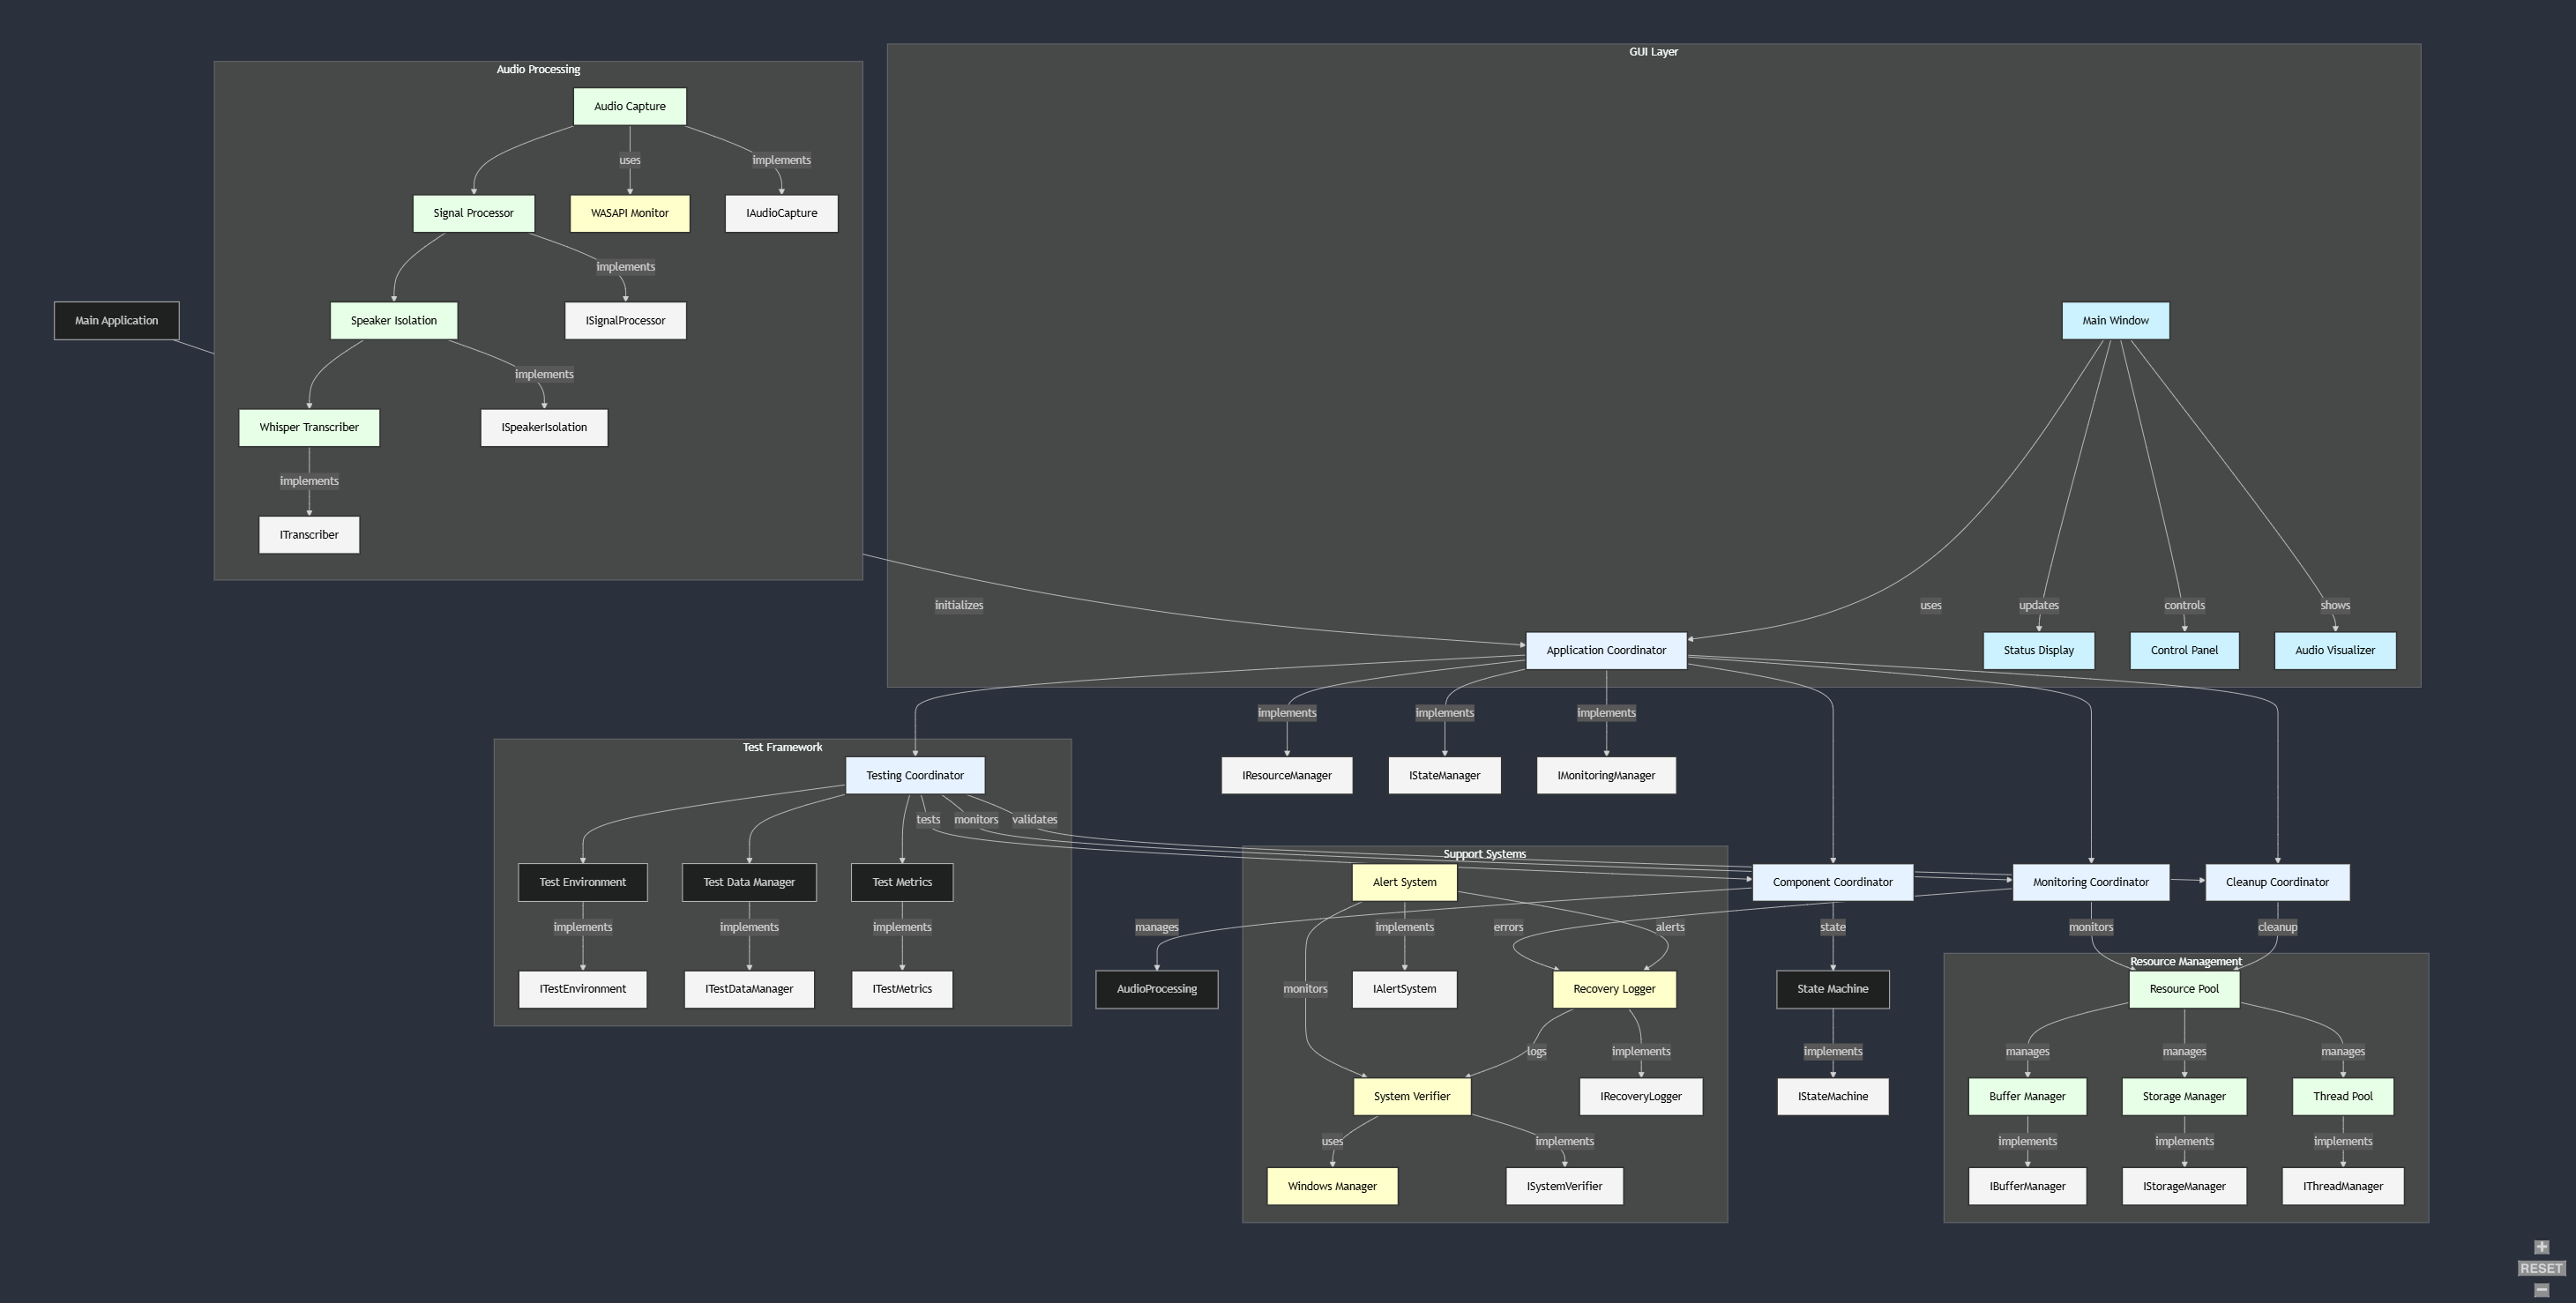 GUI Layer
Audio Processing
Audio Capture
uses
implements
Signal Processor
WASAPI Monitor
IAudioCapture
implements
Main Application
Speaker Isolation
ISignalProcessor
Main Window
implements
Whisper Transcriber
ISpeakerIsolation
implements
ITranscriber
initializes
uses
updates
controls
shows
Application Coordinator
Status Display
Control Panel
Audio Visualizer
implements
implements
implements
Test Framework
Testing Coordinator
IResourceManager
IStateManager
IMonitoringManager
tests
monitors
validates
Support Systems
Test Environment
Test Data Manager
Test Metrics
Alert System
Component Coordinator
Monitoring Coordinator
Cleanup Coordinator
implements
implements
implements
manages
implements
errors
alerts
state
monitors
cleanup
Resource Management
ITestEnvironment
ITestDataManager
ITestMetrics
AudioProcessing
monitors
IAlertSystem
Recovery Logger
State Machine
Resource Pool
logs
implements
implements
manages
manages
manages
System Verifier
IRecoveryLogger
IStateMachine
Buffer Manager
Storage Manager
Thread Pool
uses
implements
implements
implements
implements
Windows Manager
ISystemVerifier
IBufferManager
IStorageManager
IThreadManager
+
RESET
−